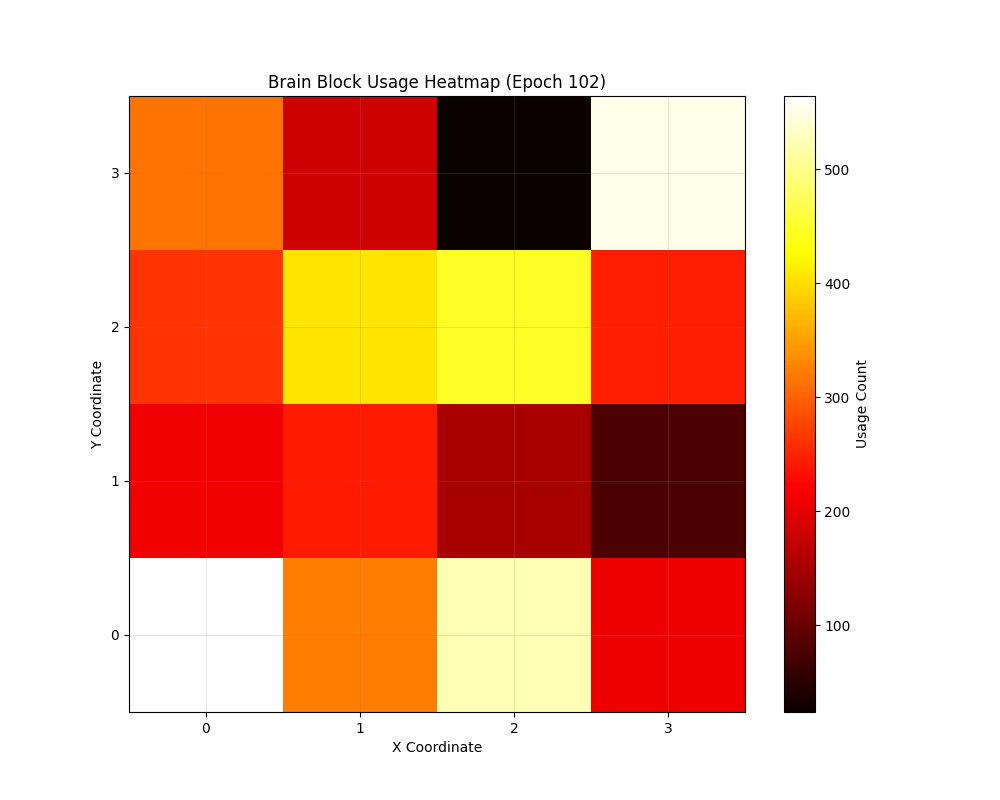 Brain Block Usage Heatmap (Epoch 102)
3
2
1
0
Y Coordinate
0 1 2 3
X Coordinate
500
400
300
200
100
Usage Count